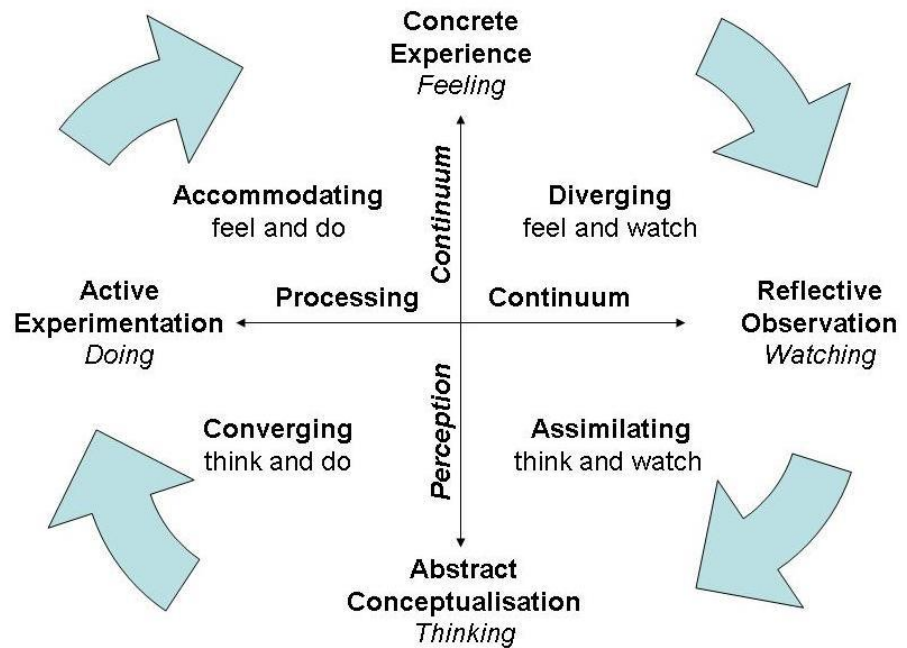 Concrete
Experience
Feeling
Continuum
Accommodating
feel and do
Diverging
feel and watch
Active
Experimentation
Doing
Processing
Continuum
Reflective
Observation
Watching
Perception
Converging
think and do
Assimilating
think and watch
Abstract
Conceptualisation
Thinking